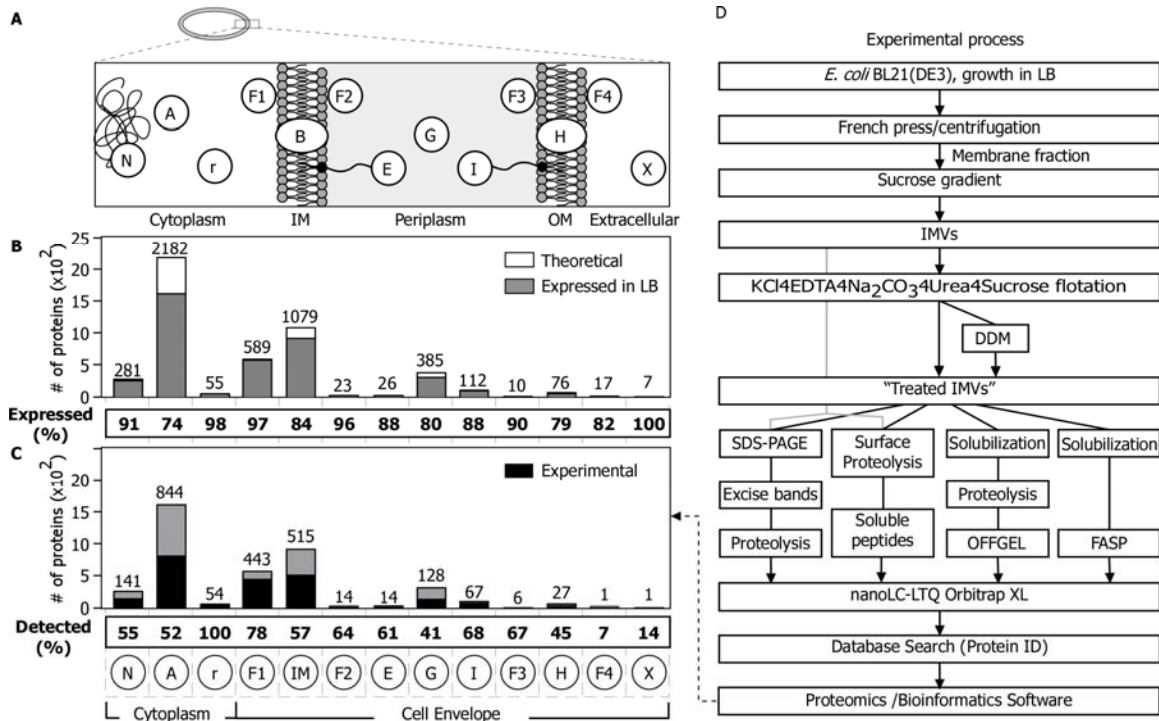 A
N
A
r
F1
B
F2
E
G
I
F3
H
F4
X
Cytoplasm IM Periplasm OM Extracellular
B
# of proteins (x10²)
25
20
15
10
5
0
281 2182 55 589 1079 23 26 385 112 10 76 17 7
Theoretical
Expressed in LB
Expressed (%)
91 74 98 97 84 96 88 80 88 90 79 82 100
C
# of proteins (x10²)
20
15
10
5
0
141 844 54 443 515 14 14 128 67 6 27 1 1
Experimental
Detected (%)
55 52 100 78 57 64 61 41 68 67 45 7 14
N A r F1 IM F2 E G I F3 H F4 X
Cytoplasm Cell Envelope
D
Experimental process
E. coli BL21(DE3), growth in LB
French press/centrifugation
Membrane fraction
Sucrose gradient
IMVs
KCl4EDTA4Na₂CO₃4Urea4Sucrose flotation
DDM
"Treated IMVs"
SDS-PAGE
Excise bands
Proteolysis
Surface
Proteolysis
Soluble
peptides
Solubilization
Proteolysis
OFFGEL
Solubilization
FASP
nanoLC-LTQ Orbitrap XL
Database Search (Protein ID)
Proteomics /Bioinformatics Software